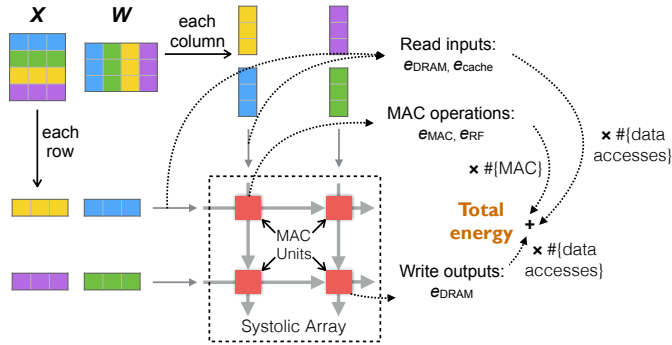 X
W
each
column
each
row
Read inputs:
eDRAM, ecache
MAC operations:
eMAC, eRF
× #{data
accesses}
× #{MAC}
Total
energy
+
× #{data
accesses}
MAC
Units
Write outputs:
eDRAM
Systolic Array